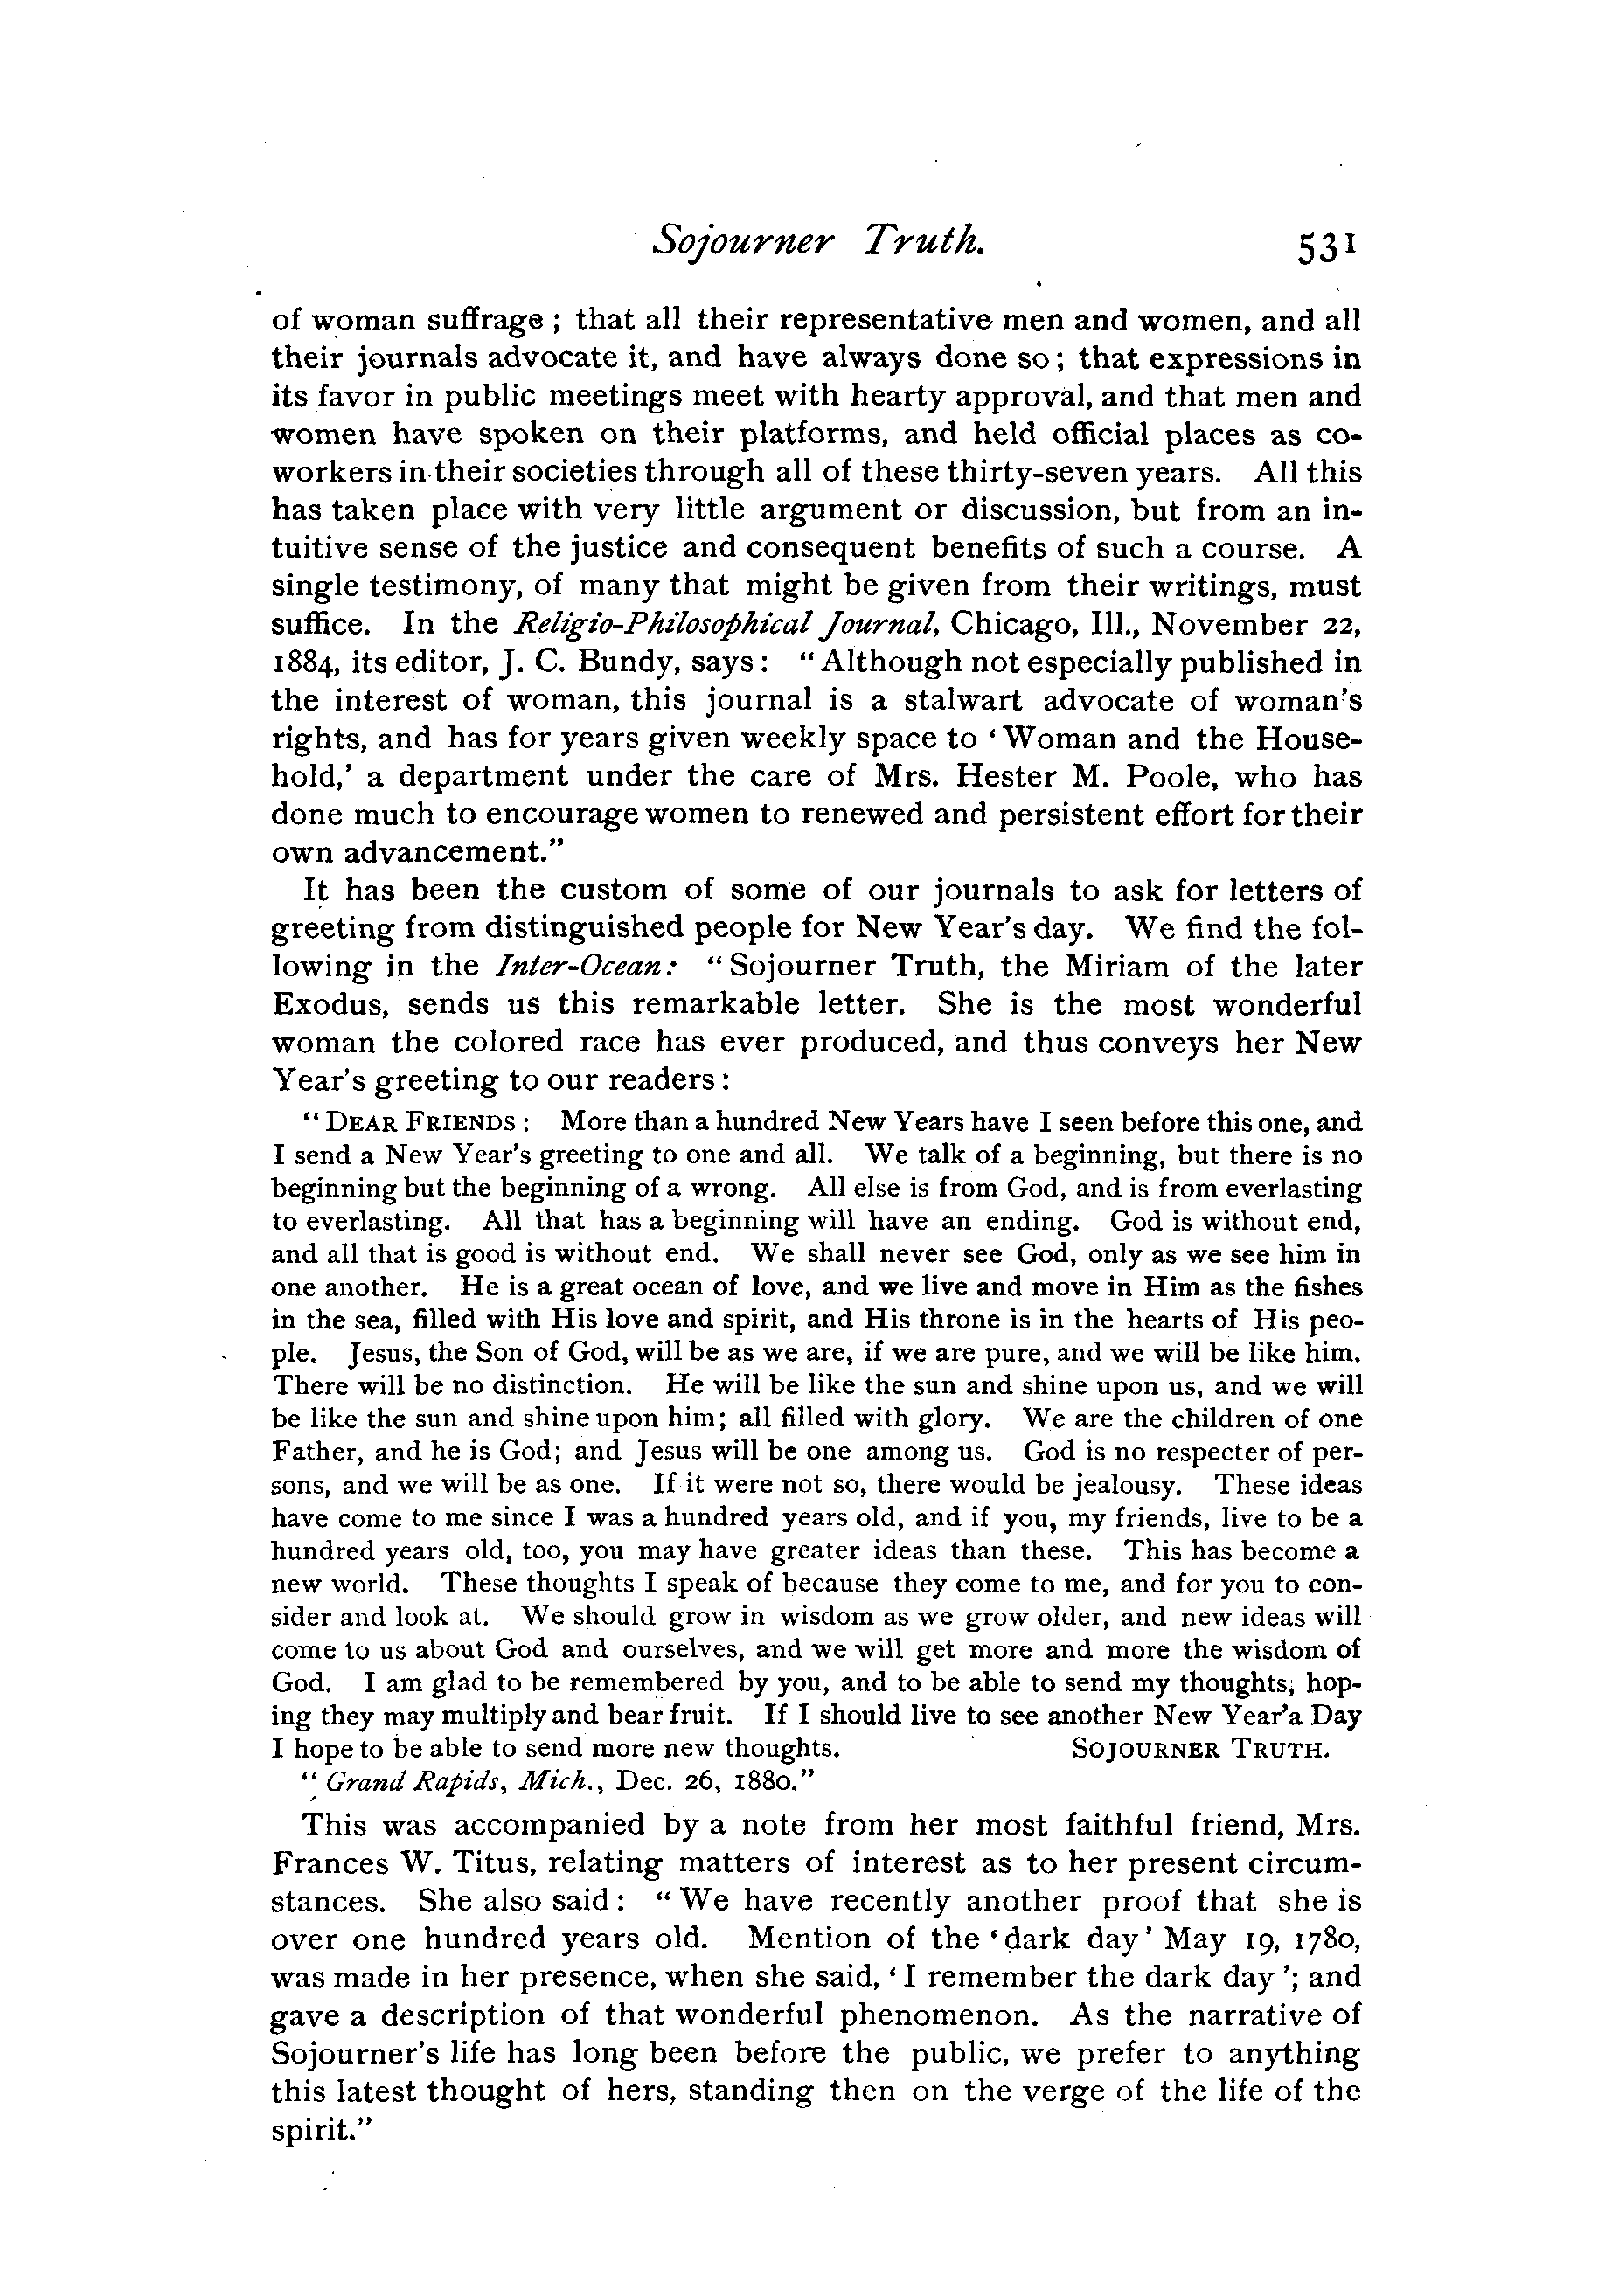 Sojourner Truth. 531
of woman suffrage ; that all their representative men and women, and all
their journals advocate it, and have always done so ; that expressions in
its favor in public meetings meet with hearty approval, and that men and
women have spoken on their platforms, and held official places as co-
workers in their societies through all of these thirty-seven years. All this
has taken place with very little argument or discussion, but from an in-
tuitive sense of the justice and consequent benefits of such a course. A
single testimony, of many that might be given from their writings, must
suffice. In the Religio-Philosophical Journal, Chicago, Ill., November 22,
1884, its editor, J. C. Bundy, says : “ Although not especially published in
the interest of woman, this journal is a stalwart advocate of woman's
rights, and has for years given weekly space to ‘ Woman and the House-
hold,’ a department under the care of Mrs. Hester M. Poole, who has
done much to encourage women to renewed and persistent effort for their
own advancement.”
It has been the custom of some of our journals to ask for letters of
greeting from distinguished people for New Year's day. We find the fol-
lowing in the Inter-Ocean : “ Sojourner Truth, the Miriam of the later
Exodus, sends us this remarkable letter. She is the most wonderful
woman the colored race has ever produced, and thus conveys her New
Year's greeting to our readers :
“ DEAR FRIENDS : More than a hundred New Years have I seen before this one, and
I send a New Year's greeting to one and all. We talk of a beginning, but there is no
beginning but the beginning of a wrong. All else is from God, and is from everlasting
to everlasting. All that has a beginning will have an ending. God is without end,
and all that is good is without end. We shall never see God, only as we see him in
one another. He is a great ocean of love, and we live and move in Him as the fishes
in the sea, filled with His love and spirit, and His throne is in the hearts of His peo-
ple. Jesus, the Son of God, will be as we are, if we are pure, and we will be like him.
There will be no distinction. He will be like the sun and shine upon us, and we will
be like the sun and shine upon him; all filled with glory. We are the children of one
Father, and he is God; and Jesus will be one among us. God is no respecter of per-
sons, and we will be as one. If it were not so, there would be jealousy. These ideas
have come to me since I was a hundred years old, and if you, my friends, live to be a
hundred years old, too, you may have greater ideas than these. This has become a
new world. These thoughts I speak of because they come to me, and for you to con-
sider and look at. We should grow in wisdom as we grow older, and new ideas will
come to us about God and ourselves, and we will get more and more the wisdom of
God. I am glad to be remembered by you, and to be able to send my thoughts; hop-
ing they may multiply and bear fruit. If I should live to see another New Year'a Day
I hope to be able to send more new thoughts. SOJOURNER TRUTH.
“ Grand Rapids, Mich., Dec. 26, 1880.”
This was accompanied by a note from her most faithful friend, Mrs.
Frances W. Titus, relating matters of interest as to her present circum-
stances. She also said : “ We have recently another proof that she is
over one hundred years old. Mention of the ‘ dark day ’ May 19, 1780,
was made in her presence, when she said, ‘ I remember the dark day ’; and
gave a description of that wonderful phenomenon. As the narrative of
Sojourner's life has long been before the public, we prefer to anything
this latest thought of hers, standing then on the verge of the life of the
spirit.”